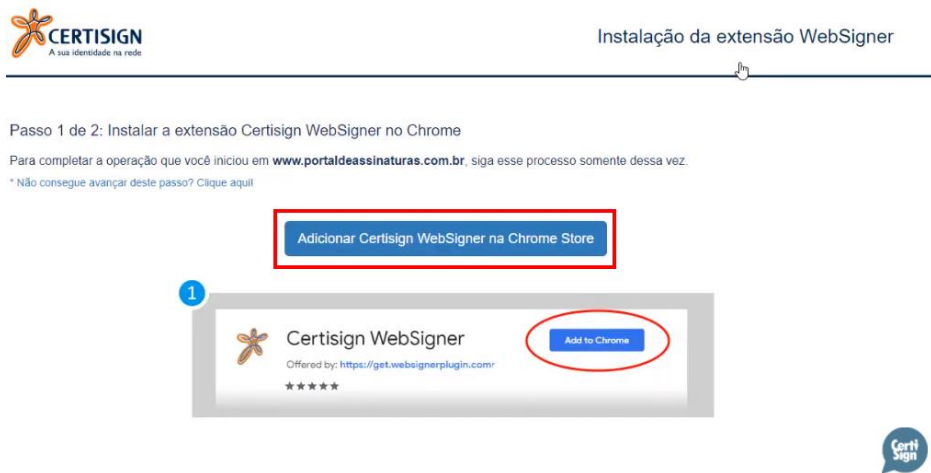 CERTISIGN
A sua identidade na rede
Instalação da extensão WebSigner
Passo 1 de 2: Instalar a extensão Certisign WebSigner no Chrome
Para completar a operação que você iniciou em www.portaldeassinaturas.com.br, siga esse processo somente dessa vez.
* Não consegue avançar deste passo? Clique aqui!
Adicionar Certisign WebSigner na Chrome Store
1
Certisign WebSigner
Add to Chrome
Offered by: https://get.websignerplugin.com
Certi
Sign